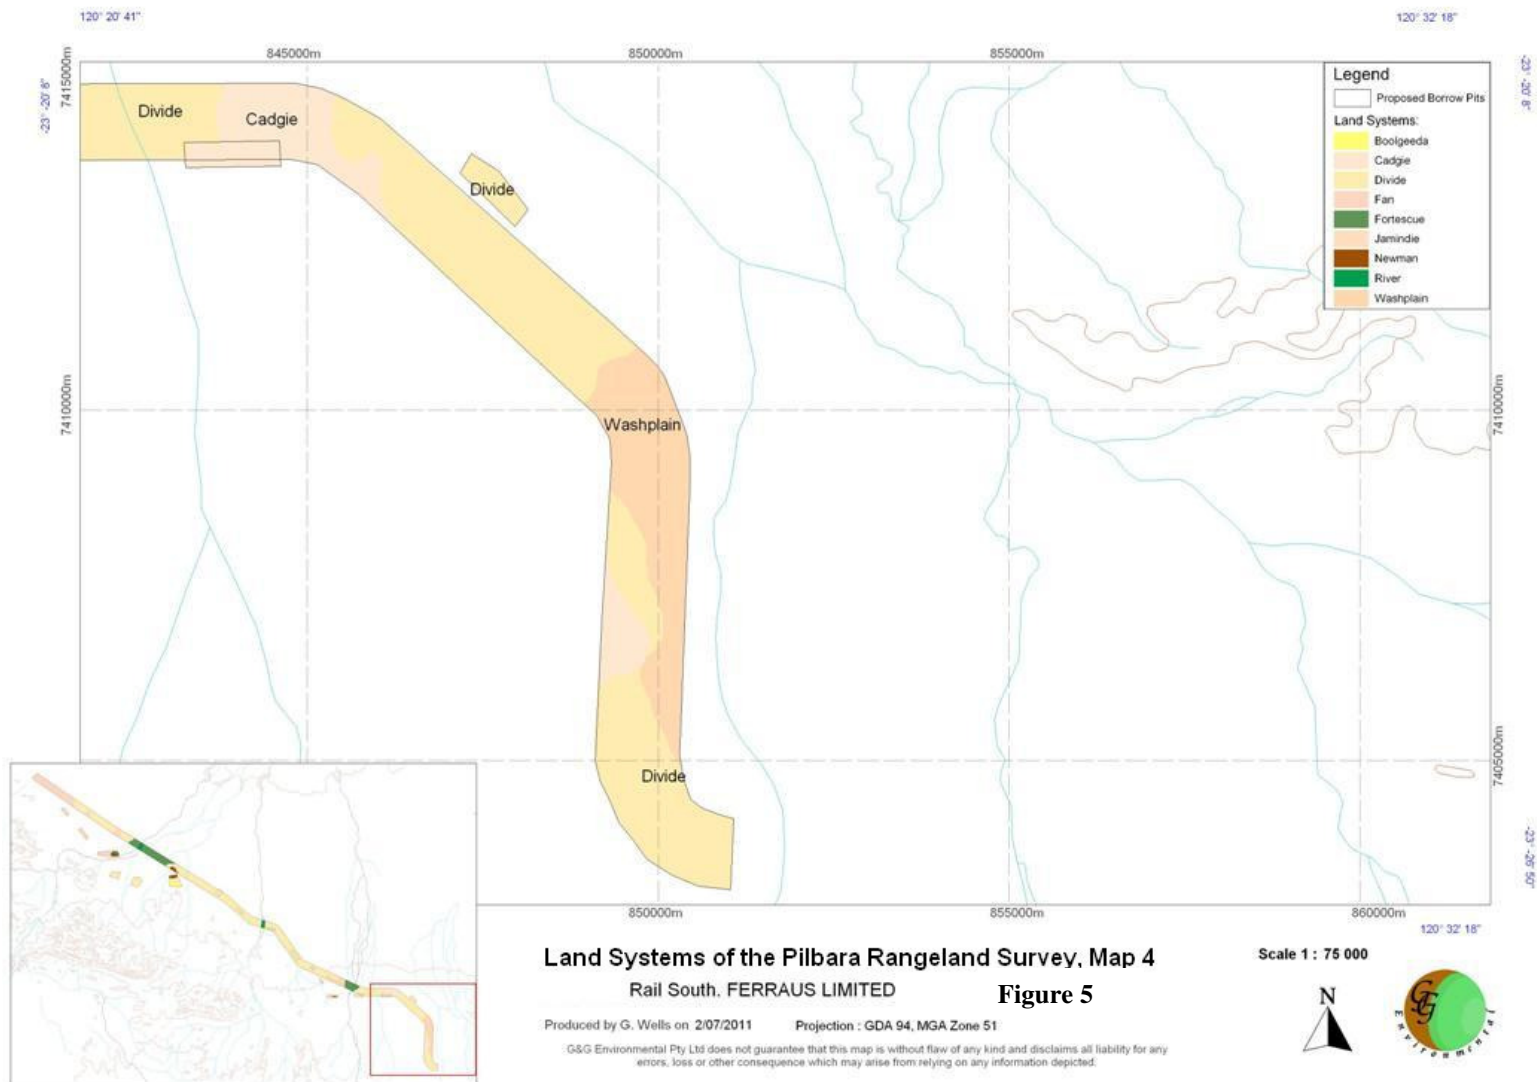 120° 20' 41"
120° 32' 18"
845000m
850000m
855000m
7415000m
-23° -20' 8"
-23° -20' 8"
Legend
Proposed Borrow Pits
Land Systems:
Boolgeeda
Cadgie
Divide
Fan
Fortescue
Jamindie
Newman
River
Washplain
Divide
Cadgie
Divide
7410000m
7410000m
Washplain
7405000m
Divide
-23° -26' 50"
850000m
855000m
860000m
120° 32' 18"
Land Systems of the Pilbara Rangeland Survey, Map 4
Scale 1 : 75 000
Rail South. FERRAUS LIMITED
Figure 5
N
Produced by G. Wells on 2/07/2011
Projection : GDA 94, MGA Zone 51
G&G Environmental Pty Ltd does not guarantee that this map is without flaw of any kind and disclaims all liability for any
errors, loss or other consequence which may arise from relying on any information depicted.
GG
Environmental